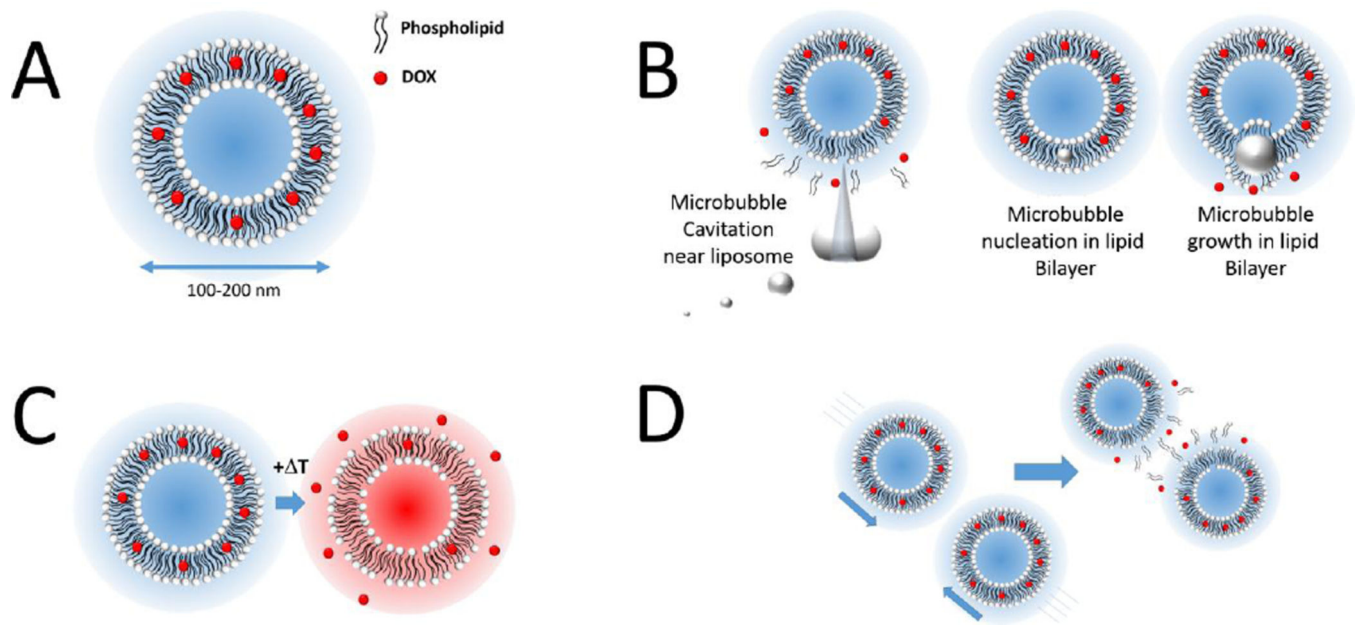 A
Phospholipid
DOX
100-200 nm
B
Microbubble
Cavitation
near liposome
Microbubble
nucleation in lipid
Bilayer
Microbubble
growth in lipid
Bilayer
C
+ΔT
D